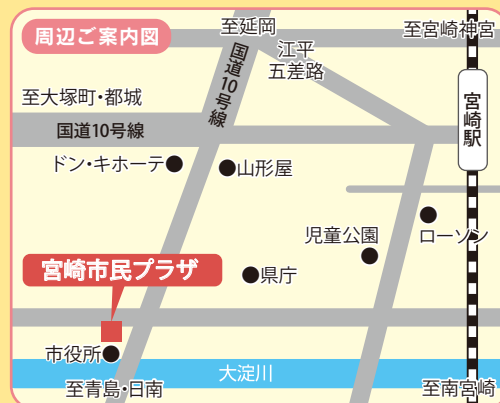 周辺ご案内図
至延岡
至宮崎神宮
江平
五差路
国道10号線
至大塚町・都城
宮崎駅
国道10号線
ドン・キホーテ
山形屋
児童公園
ローソン
宮崎市民プラザ
県庁
市役所
大淀川
至青島・日南
至南宮崎